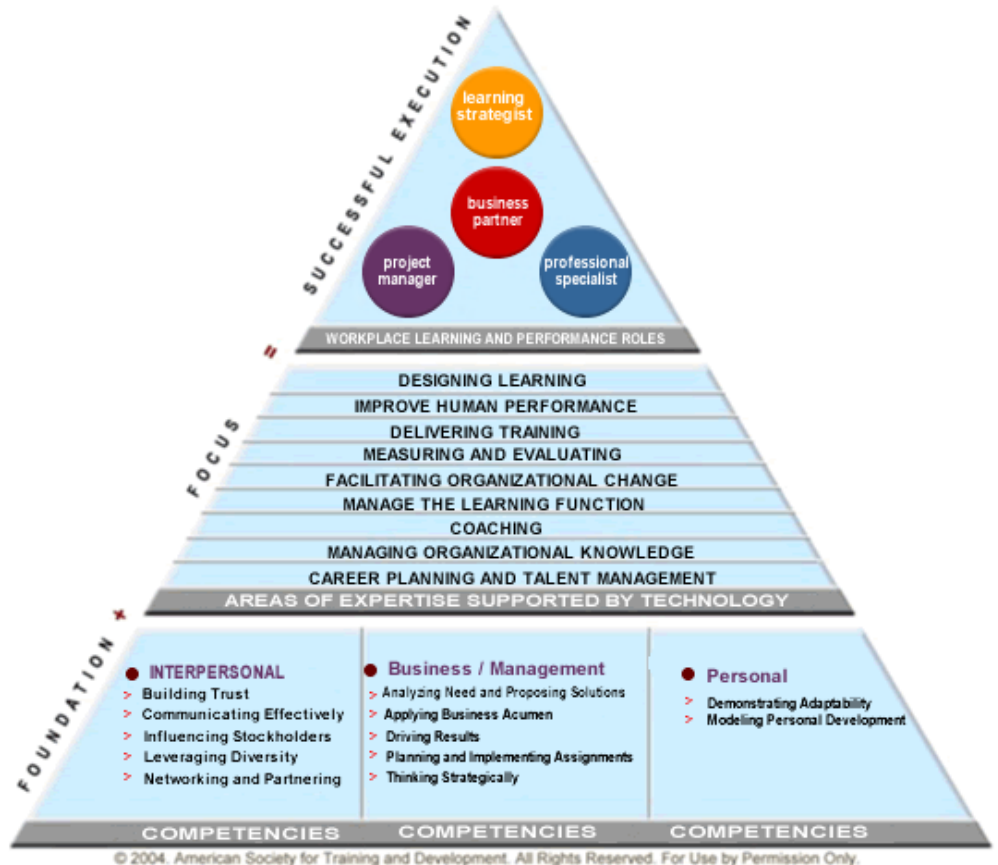 SUCCESSFUL EXECUTION
learning
strategist
business
partner
project
manager
professional
specialist
WORKPLACE LEARNING AND PERFORMANCE ROLES
=
FOCUS
DESIGNING LEARNING
IMPROVE HUMAN PERFORMANCE
DELIVERING TRAINING
MEASURING AND EVALUATING
FACILITATING ORGANIZATIONAL CHANGE
MANAGE THE LEARNING FUNCTION
COACHING
MANAGING ORGANIZATIONAL KNOWLEDGE
CAREER PLANNING AND TALENT MANAGEMENT
AREAS OF EXPERTISE SUPPORTED BY TECHNOLOGY
+
FOUNDATION
INTERPERSONAL
> Building Trust
> Communicating Effectively
> Influencing Stockholders
> Leveraging Diversity
> Networking and Partnering
COMPETENCIES
Business / Management
> Analyzing Need and Proposing Solutions
> Applying Business Acumen
> Driving Results
> Planning and Implementing Assignments
> Thinking Strategically
COMPETENCIES
Personal
> Demonstrating Adaptability
> Modeling Personal Development
COMPETENCIES
© 2004. American Society for Training and Development. All Rights Reserved. For Use by Permission Only.